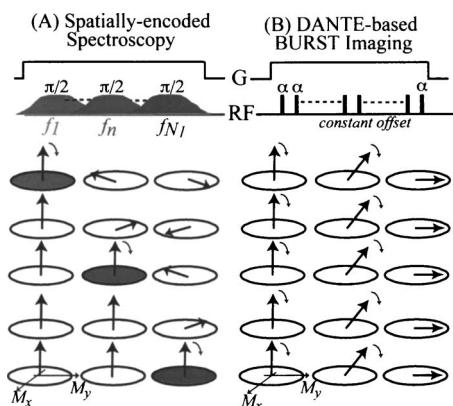 (A) Spatially-encoded
Spectroscopy
(B) DANTE-based
BURST Imaging
G
π/2 π/2 π/2
α α α
RF
f1 fn fN1
constant offset
Mx
My
Mx
My